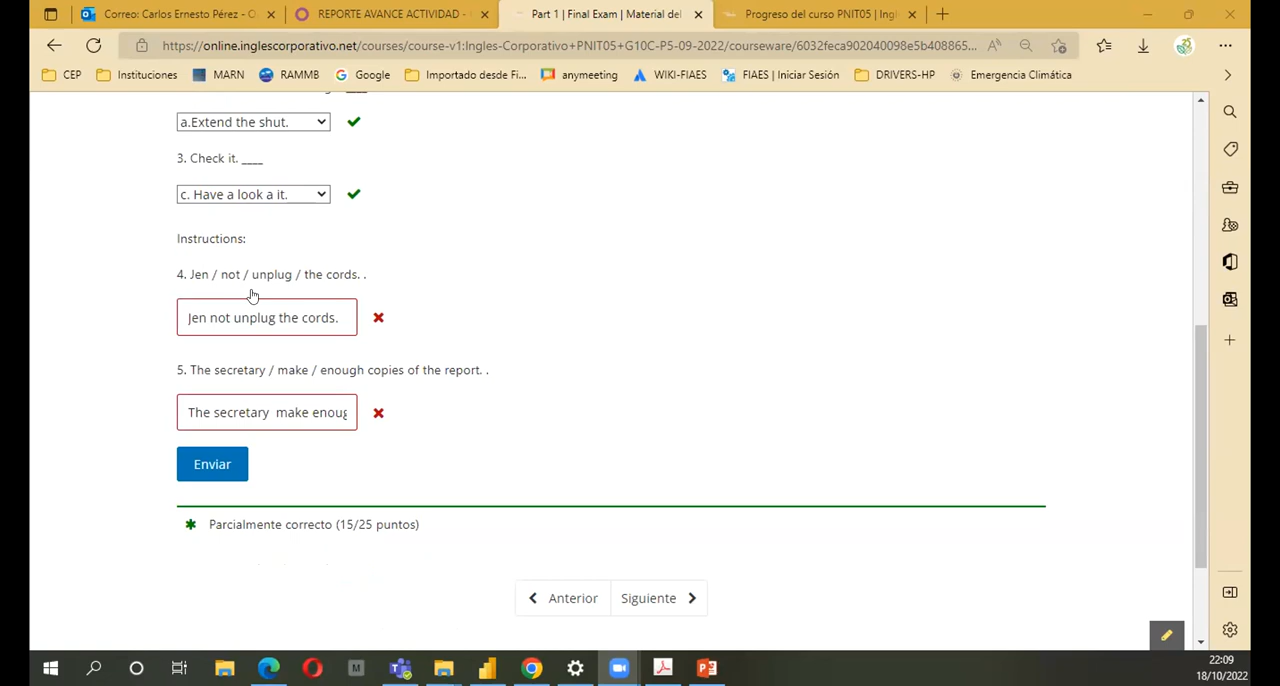 Correo: Carlos Ernesto Pérez - O
REPORTE AVANCE ACTIVIDAD -
Part 1 | Final Exam | Material del
Progreso del curso PNIT05 | Ingl
https://online.inglescorporativo.net/courses/course-v1:Ingles-Corporativo+PNIT05+G10C-P5-09-2022/courseware/6032feca902040098e5b408865...
CEP
Instituciones
MARN
RAMMB
Google
Importado desde Fi...
anymeeting
WIKI-FIAES
FIAES | Iniciar Sesión
DRIVERS-HP
Emergencia Climática
a.Extend the shut.
3. Check it. ____
c. Have a look a it.
Instructions:
4. Jen / not / unplug / the cords. .
Jen not unplug the cords.
5. The secretary / make / enough copies of the report. .
The secretary  make enoug
Enviar
Parcialmente correcto (15/25 puntos)
Anterior
Siguiente
22:09
18/10/2022